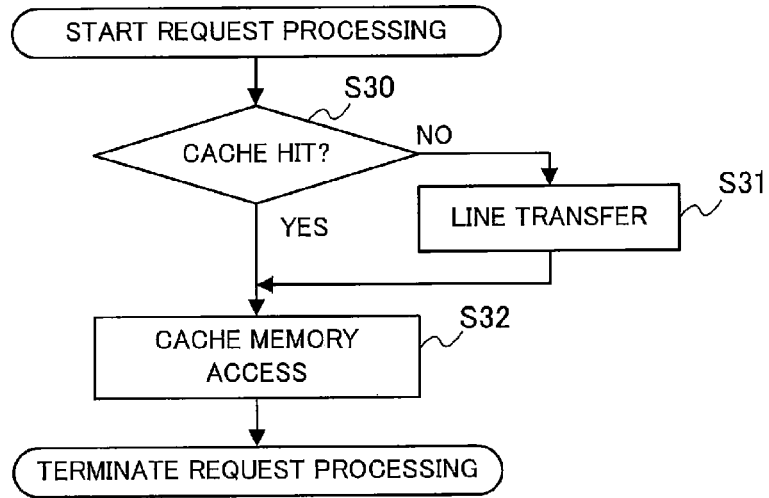 START REQUEST PROCESSING
S30
CACHE HIT?
NO
S31
LINE TRANSFER
YES
S32
CACHE MEMORY
ACCESS
TERMINATE REQUEST PROCESSING